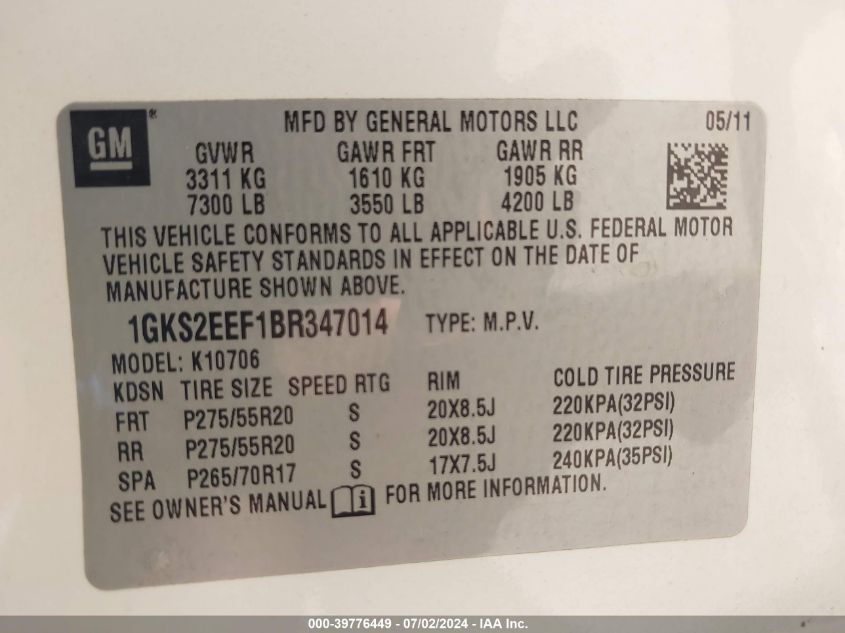 GM
MFD BY GENERAL MOTORS LLC 05/11
GVWR GAWR FRT GAWR RR
3311 KG 1610 KG 1905 KG
7300 LB 3550 LB 4200 LB
THIS VEHICLE CONFORMS TO ALL APPLICABLE U.S. FEDERAL MOTOR
VEHICLE SAFETY STANDARDS IN EFFECT ON THE DATE OF
MANUFACTURE SHOWN ABOVE.
1GKS2EEF1BR347014 TYPE: M.P.V.
MODEL: K10706
KDSN TIRE SIZE SPEED RTG RIM COLD TIRE PRESSURE
FRT P275/55R20 S 20X8.5J 220KPA(32PSI)
RR P275/55R20 S 20X8.5J 220KPA(32PSI)
SPA P265/70R17 S 17X7.5J 240KPA(35PSI)
SEE OWNER'S MANUAL i FOR MORE INFORMATION.
000-39776449 - 07/02/2024 - IAA Inc.